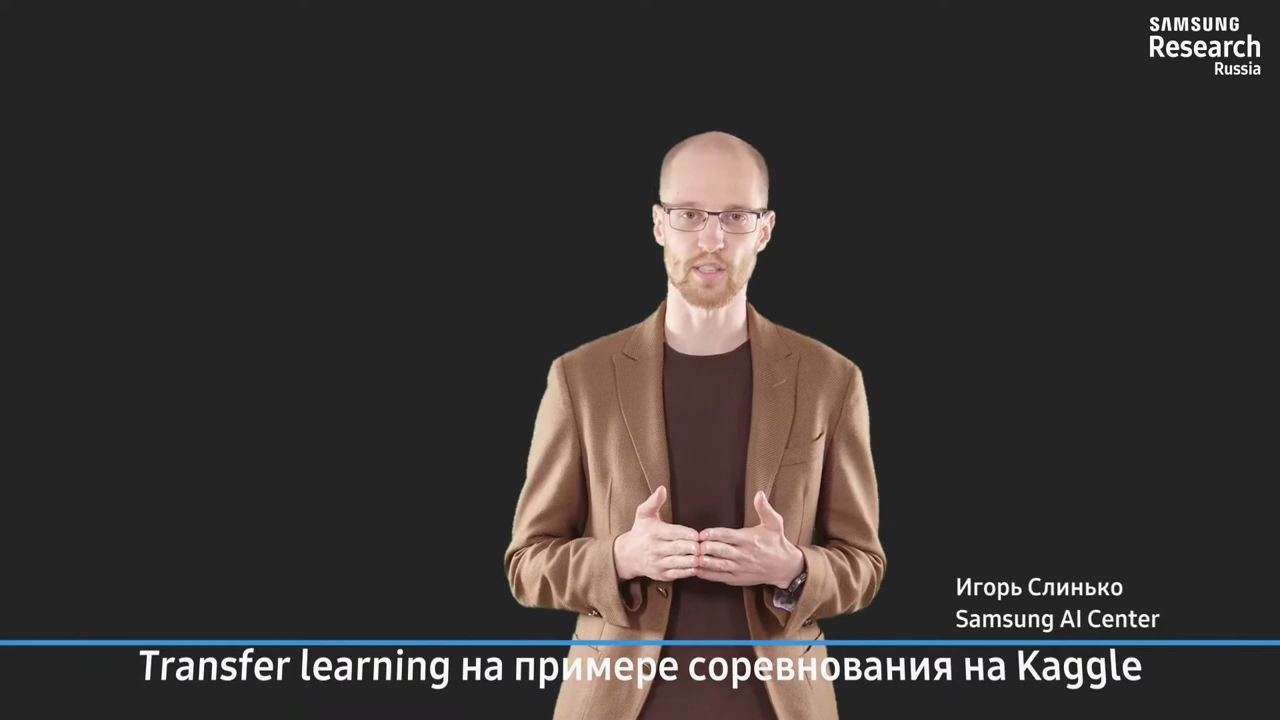 SAMSUNG
Research
Russia
Игорь Слинько
Samsung AI Center
Transfer learning на примере соревнования на Kaggle